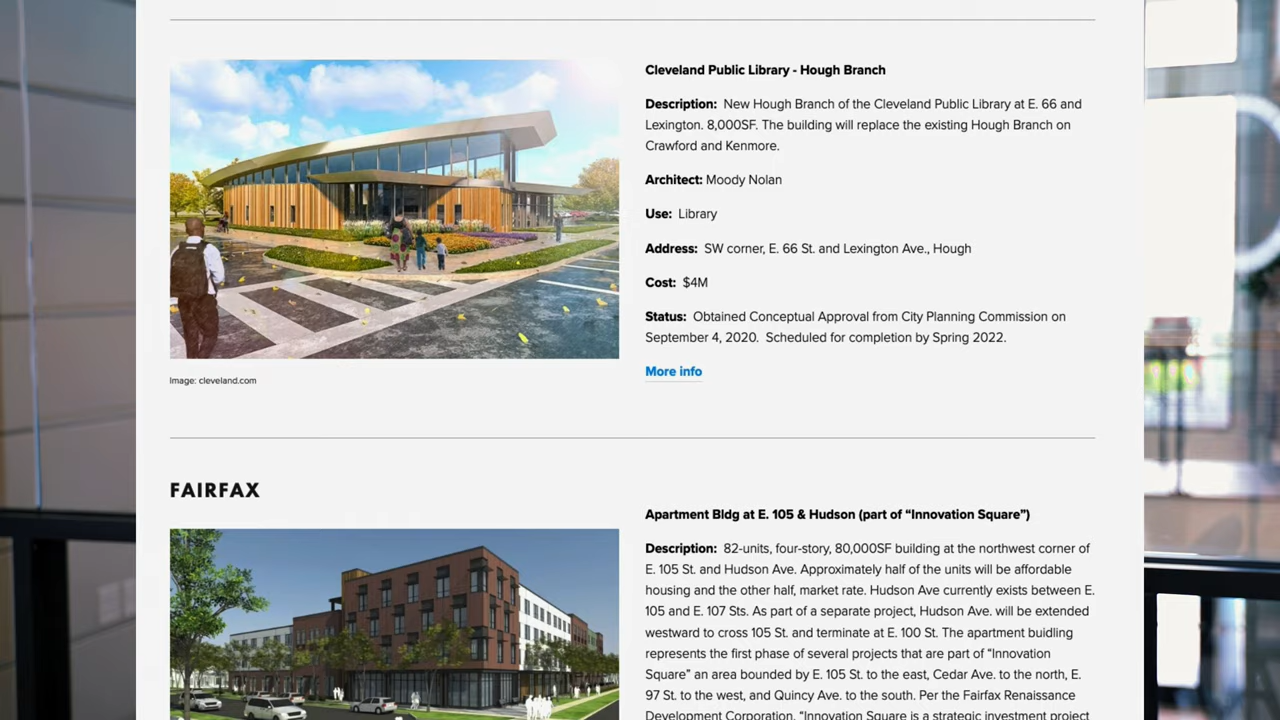 Cleveland Public Library - Hough Branch
Description: New Hough Branch of the Cleveland Public Library at E. 66 and
Lexington. 8,000SF. The building will replace the existing Hough Branch on
Crawford and Kenmore.
Architect: Moody Nolan
Use: Library
Address: SW corner, E. 66 St. and Lexington Ave., Hough
Cost: $4M
Status: Obtained Conceptual Approval from City Planning Commission on
September 4, 2020. Scheduled for completion by Spring 2022.
More info
Image: cleveland.com
FAIRFAX
Apartment Bldg at E. 105 & Hudson (part of “Innovation Square”)
Description: 82-units, four-story, 80,000SF building at the northwest corner of
E. 105 St. and Hudson Ave. Approximately half of the units will be affordable
housing and the other half, market rate. Hudson Ave currently exists between E.
105 and E. 107 Sts. As part of a separate project, Hudson Ave. will be extended
westward to cross 105 St. and terminate at E. 100 St. The apartment buidling
represents the first phase of several projects that are part of “Innovation
Square” an area bounded by E. 105 St. to the east, Cedar Ave. to the north, E.
97 St. to the west, and Quincy Ave. to the south. Per the Fairfax Renaissance
Development Corporation, “Innovation Square is a strategic investment project